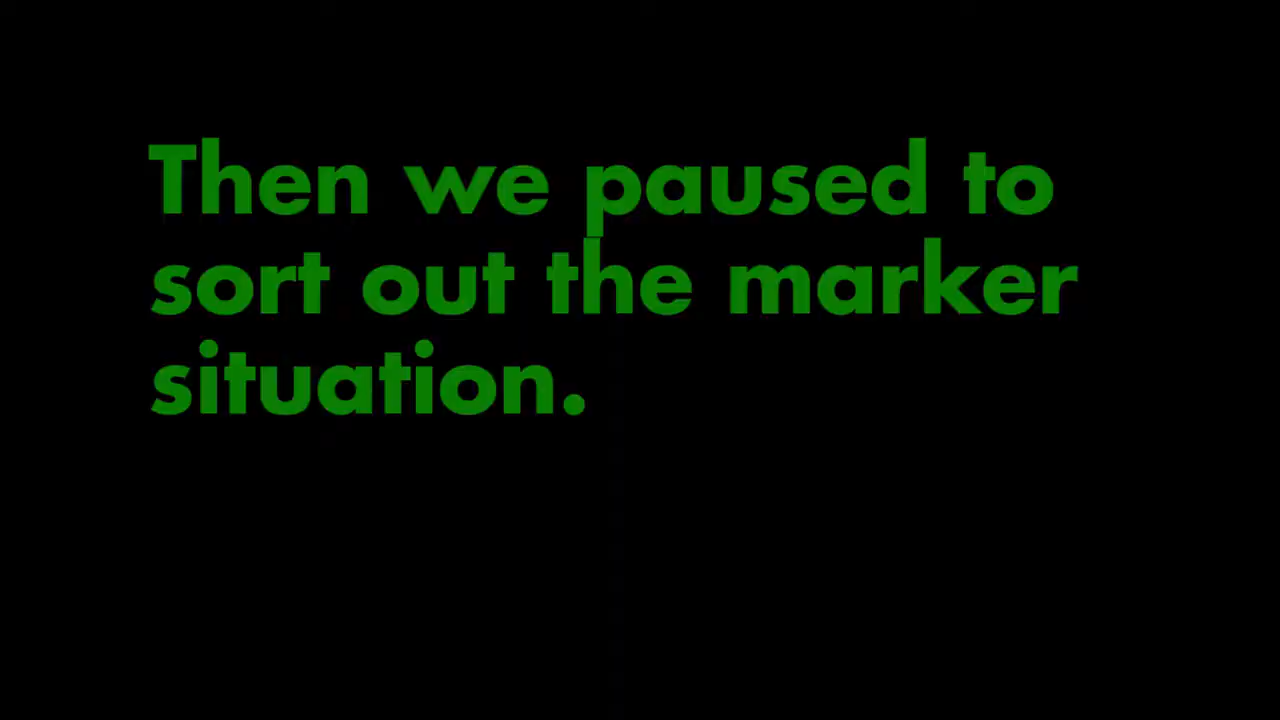 Then we paused to
sort out the marker
situation.